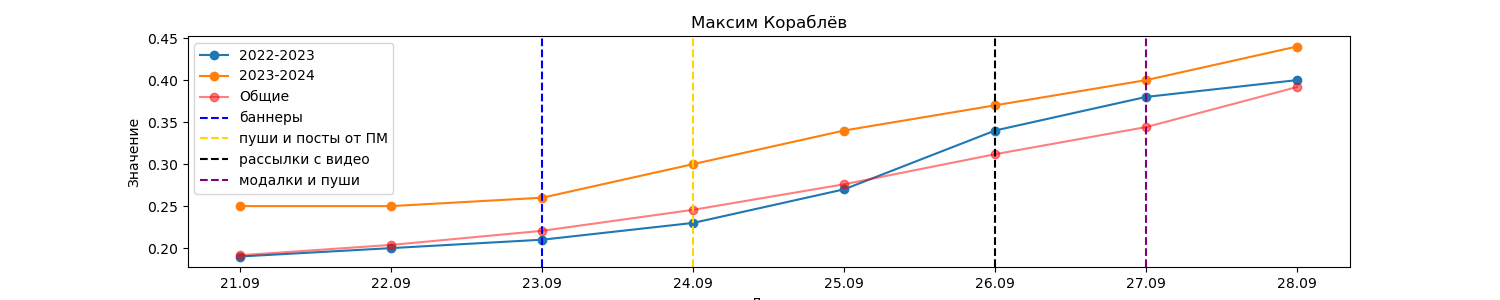 Максим Кораблёв
2022-2023
2023-2024
Общие
баннеры
пуши и посты от ПМ
рассылки с видео
модалки и пуши
Значение
0.45
0.40
0.35
0.30
0.25
0.20
21.09 22.09 23.09 24.09 25.09 26.09 27.09 28.09